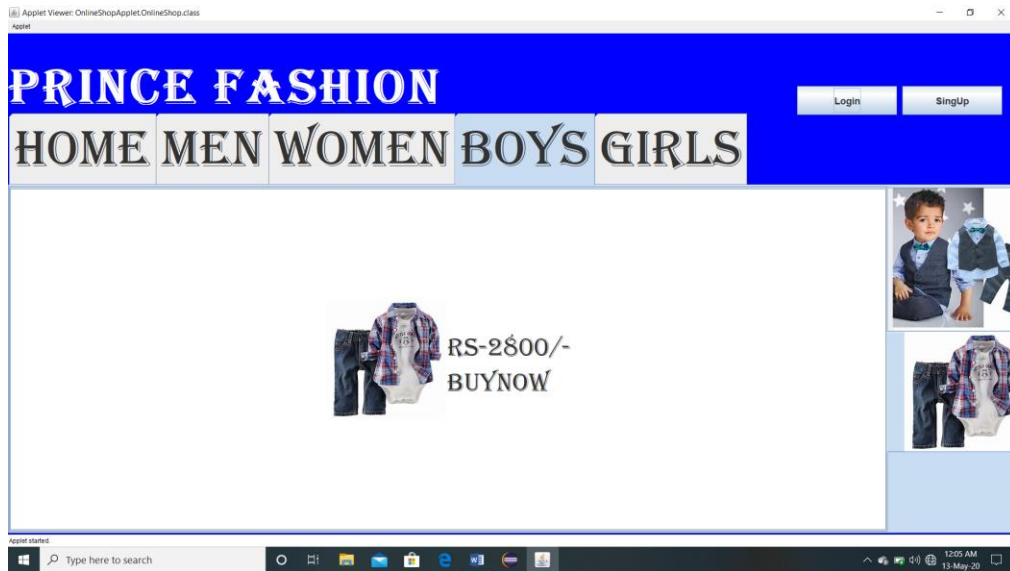 Applet Viewer: OnlineShopApplet.OnlineShop.class
Applet
PRINCE FASHION
Login
SingUp
HOME MEN WOMEN BOYS GIRLS
RS-2800/-
BUYNOW
Applet started.
Type here to search
12:05 AM
13-May-20